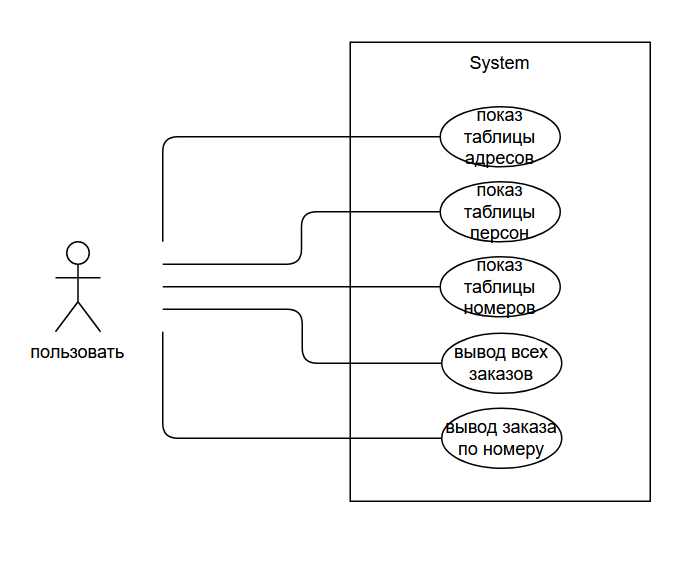 System
показ
таблицы
адресов
показ
таблицы
персон
показ
таблицы
номеров
пользовать
вывод всех
заказов
вывод заказа
по номеру